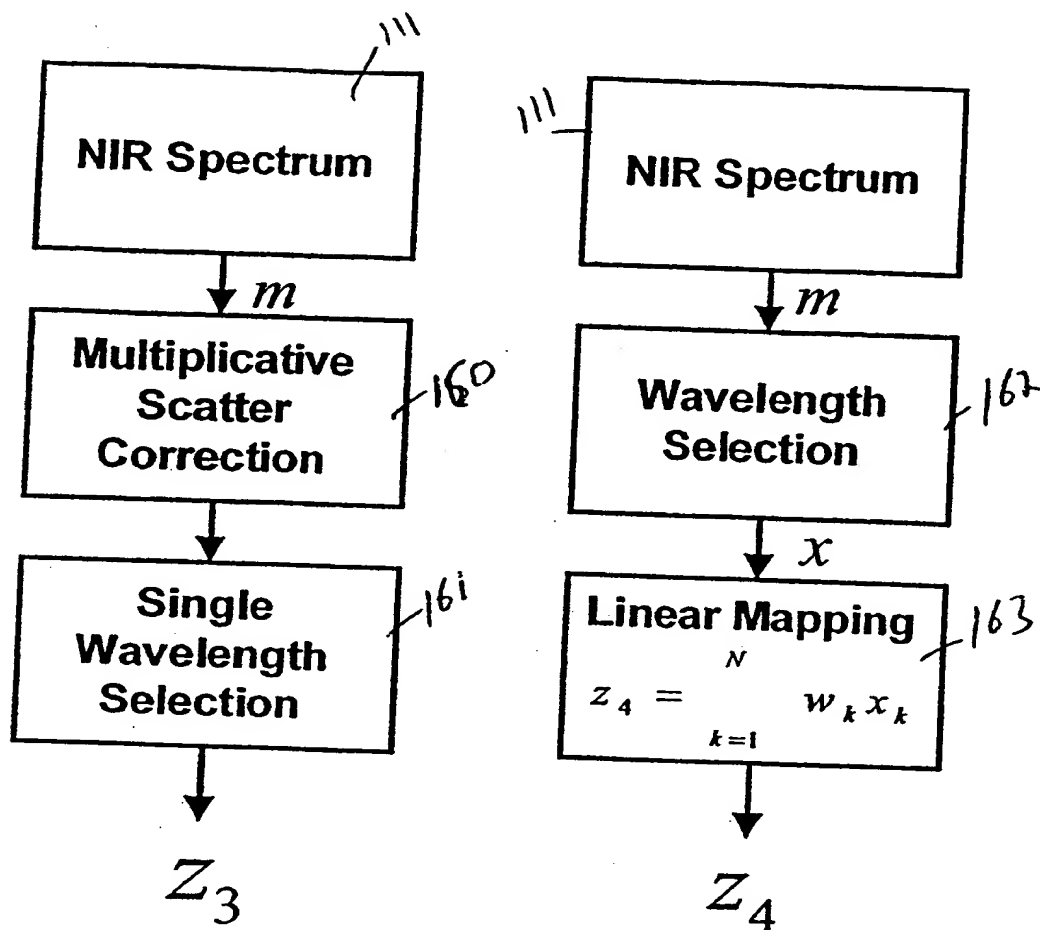 111
NIR Spectrum
m
Multiplicative
Scatter
Correction
160
Single
Wavelength
Selection
161
z3
111
NIR Spectrum
m
Wavelength
Selection
162
x
Linear Mapping
163
N
z4 = wk xk
k=1
z4